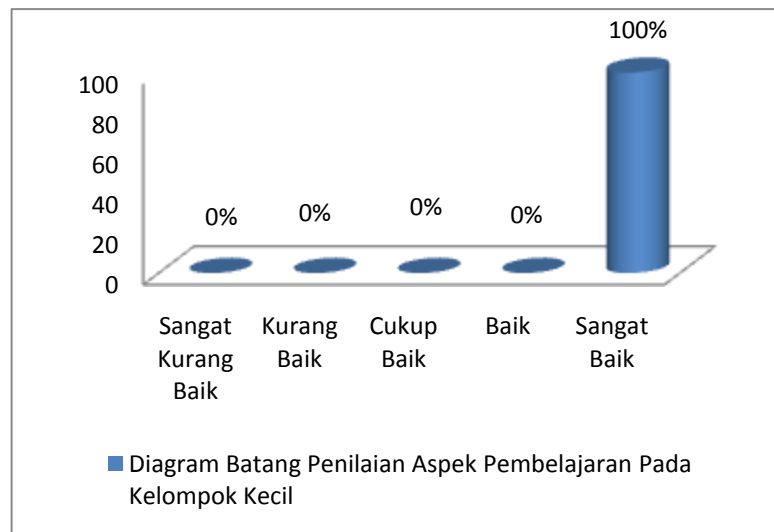 100%
100
80
60
40
20
0
0%
0%
0%
0%
Sangat
Kurang
Baik
Kurang
Baik
Cukup
Baik
Baik
Sangat
Baik
Diagram Batang Penilaian Aspek Pembelajaran Pada
Kelompok Kecil